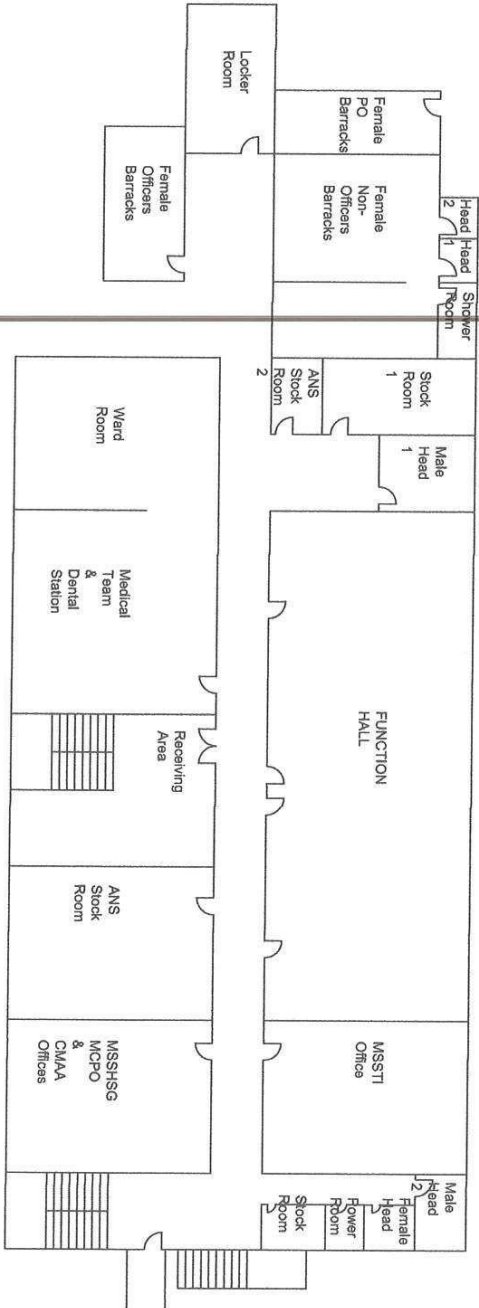 Locker
Room
Female
PO
Barracks
Female
Officers
Barracks
Female
Non-
Officers
Barracks
Head
2
Head
1
Shower
Room
Stock
Room
1
ANS
Stock
Room
2
Male
Head
1
Ward
Room
Medical
Team
&
Dental
Station
FUNCTION
HALL
Receiving
Area
ANS
Stock
Room
MSSTI
Office
MSSHSG
MCPO
&
CMAA
Offices
Male
Head
2
Female
Head
Power
Room
Stock
Room